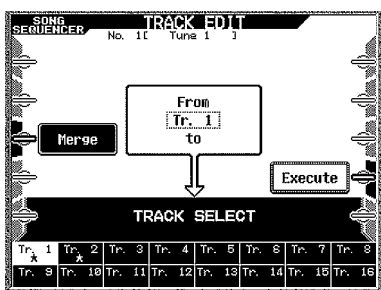 SONG
SEQUENCER
TRACK EDIT
No. 1[ Tune 1 ]
From
Tr. 1
to
Merge
Execute
TRACK SELECT
Tr. 1 Tr. 2 Tr. 3 Tr. 4 Tr. 5 Tr. 6 Tr. 7 Tr. 8
★ ★
Tr. 9 Tr. 10 Tr. 11 Tr. 12 Tr. 13 Tr. 14 Tr. 15 Tr. 16